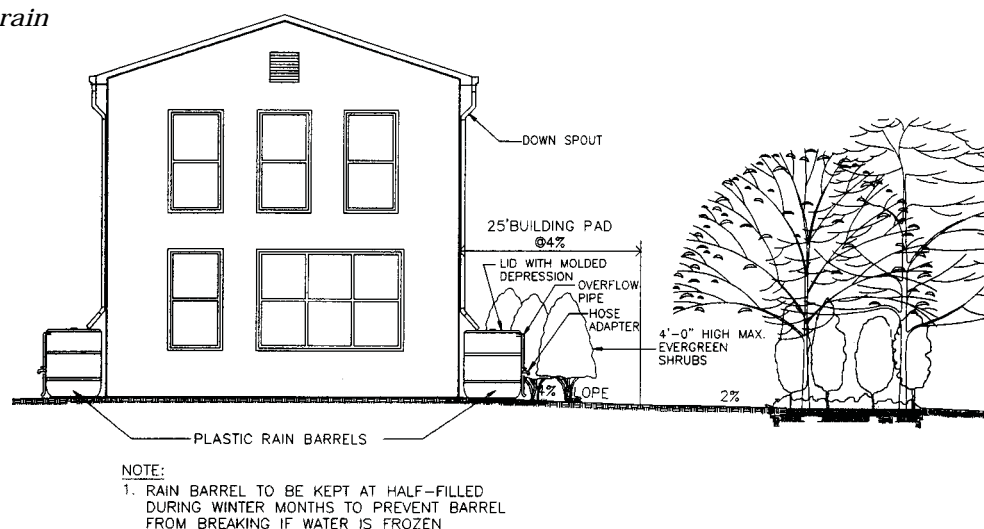 rain
DOWN SPOUT
25'BUILDING PAD
@4%
LID WITH MOLDED
DEPRESSION
OVERFLOW
PIPE
HOSE
ADAPTER
4'-0" HIGH MAX.
EVERGREEN
SHRUBS
4%
OPE
2%
PLASTIC RAIN BARRELS
NOTE:
1. RAIN BARREL TO BE KEPT AT HALF-FILLED
DURING WINTER MONTHS TO PREVENT BARREL
FROM BREAKING IF WATER IS FROZEN